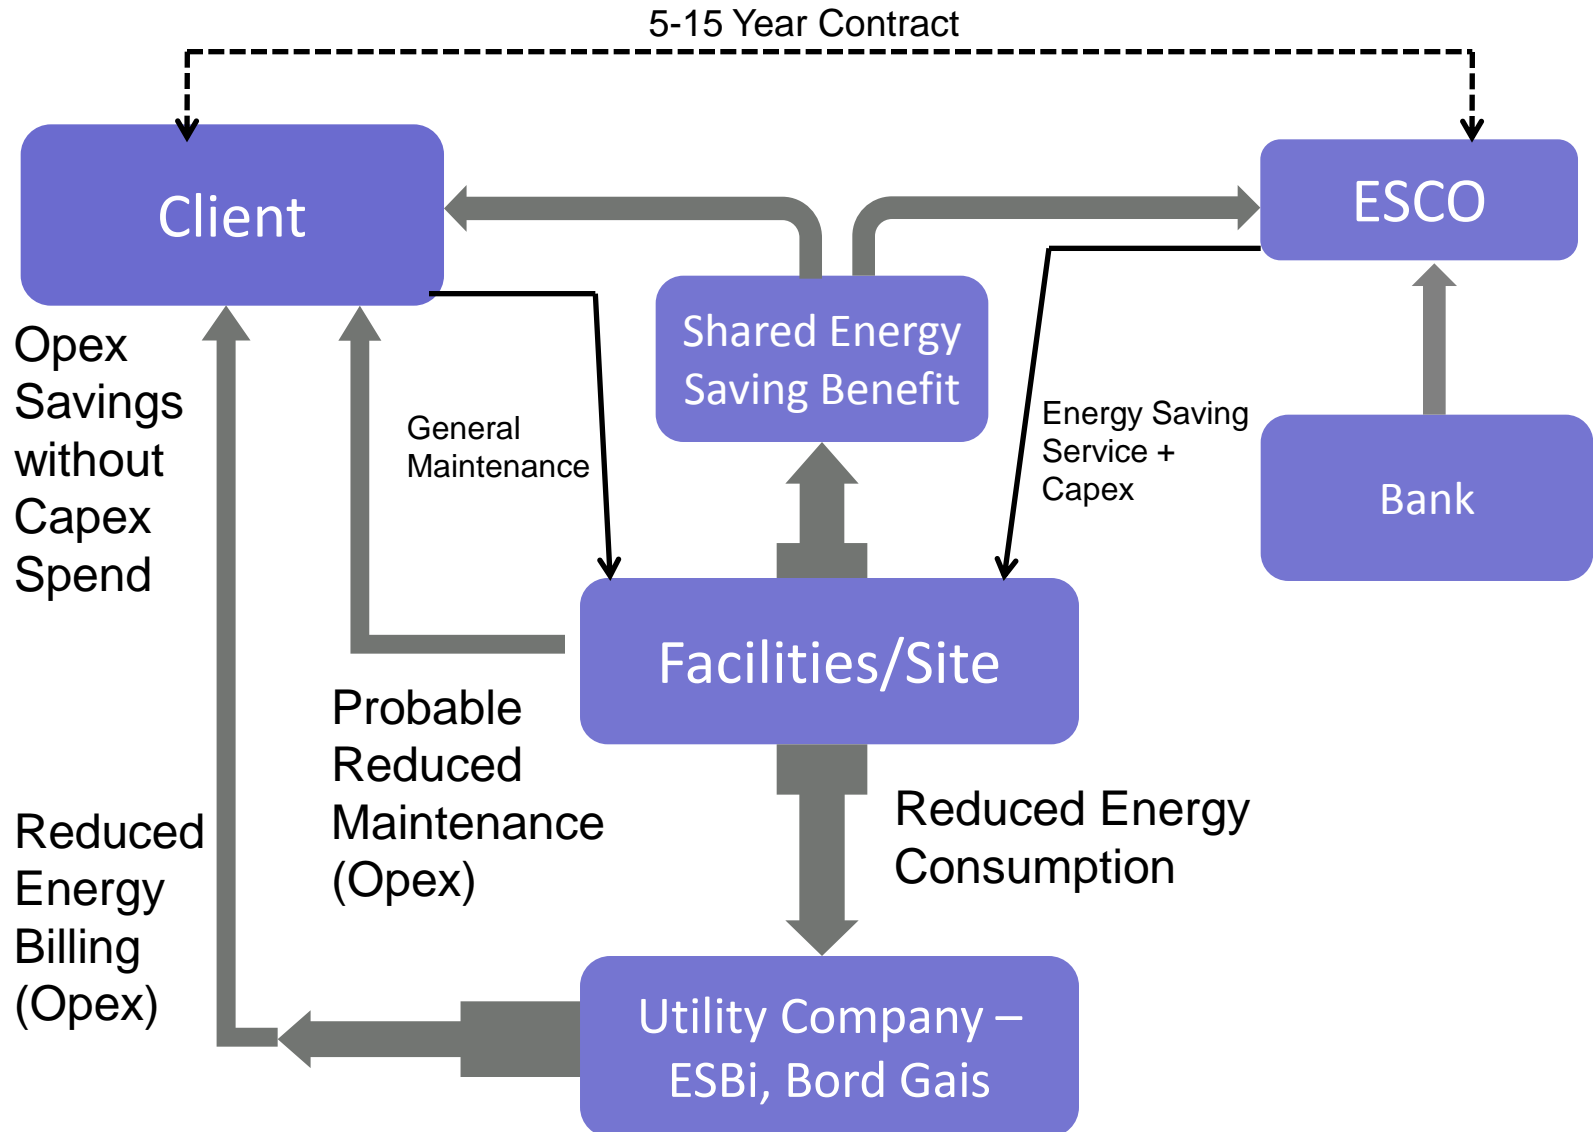 5-15 Year Contract
Client
ESCO
Shared Energy
Saving Benefit
Opex
Savings
without
Capex
Spend
General
Maintenance
Energy Saving
Service +
Capex
Bank
Facilities/Site
Probable
Reduced
Maintenance
(Opex)
Reduced Energy
Consumption
Reduced
Energy
Billing
(Opex)
Utility Company –
ESBi, Bord Gais